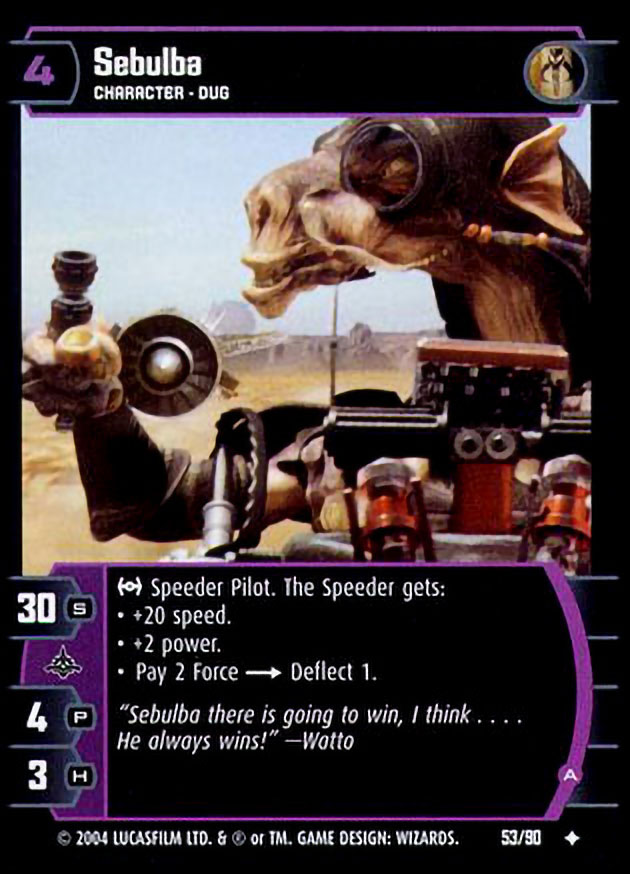 4
Sebulba
CHARACTER - DUG
30 S
4 P
3 H
Speeder Pilot. The Speeder gets:
• +20 speed.
• +2 power.
• Pay 2 Force ⟶ Deflect 1.
“Sebulba there is going to win, I think . . . .
He always wins!” —Watto
A
© 2004 LUCASFILM LTD. & ® or TM. GAME DESIGN: WIZARDS. 53/90